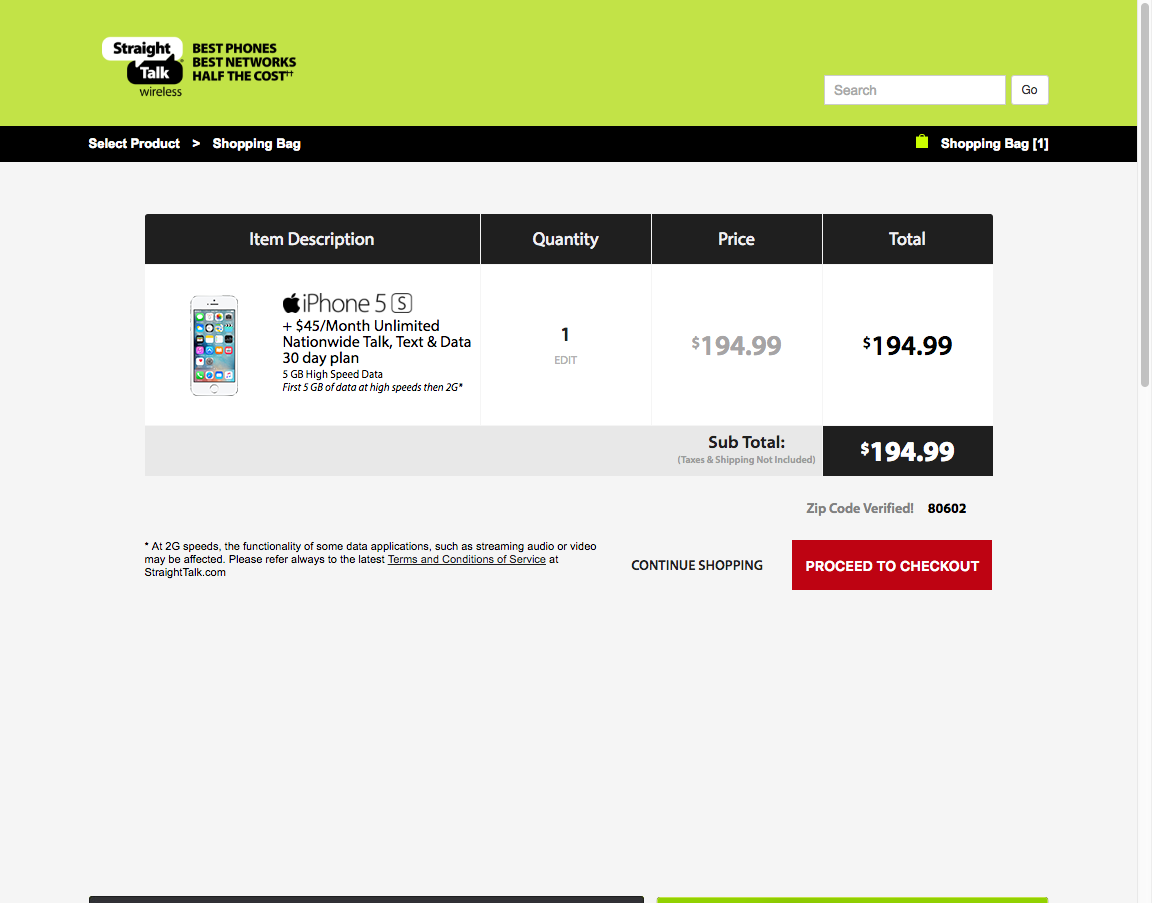 Straight
Talk
wireless
BEST PHONES
BEST NETWORKS
HALF THE COST††
Search
Go
Select Product > Shopping Bag
Shopping Bag [1]
Item Description
Quantity
Price
Total
iPhone 5 S
+ $45/Month Unlimited
Nationwide Talk, Text & Data
30 day plan
5 GB High Speed Data
First 5 GB of data at high speeds then 2G*
1
EDIT
$194.99
$194.99
Sub Total:
(Taxes & Shipping Not Included)
$194.99
Zip Code Verified! 80602
* At 2G speeds, the functionality of some data applications, such as streaming audio or video
may be affected. Please refer always to the latest Terms and Conditions of Service at
StraightTalk.com
CONTINUE SHOPPING
PROCEED TO CHECKOUT